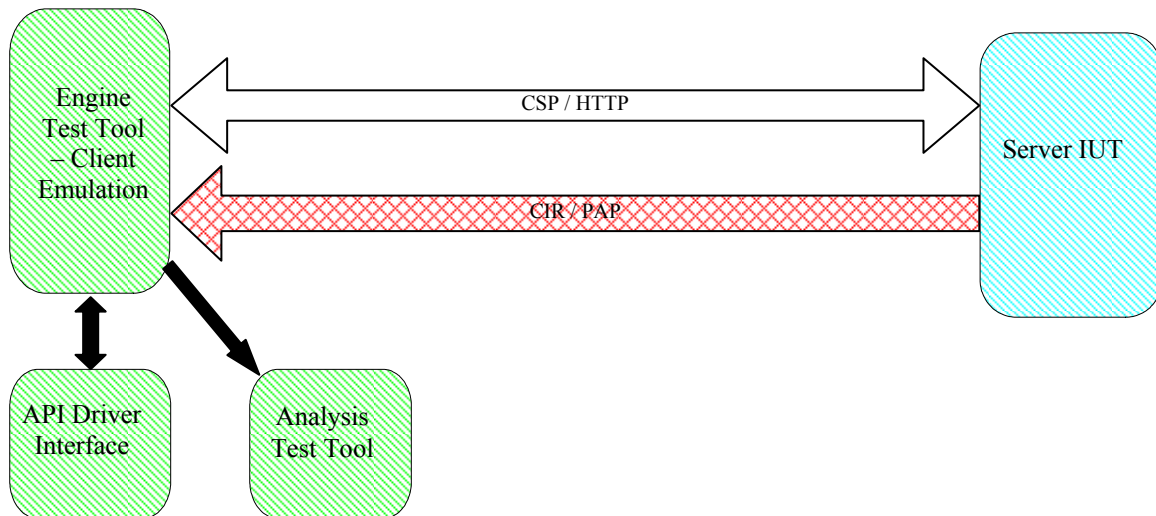 Engine
Test Tool
– Client
Emulation
CSP / HTTP
Server IUT
CIR / PAP
API Driver
Interface
Analysis
Test Tool